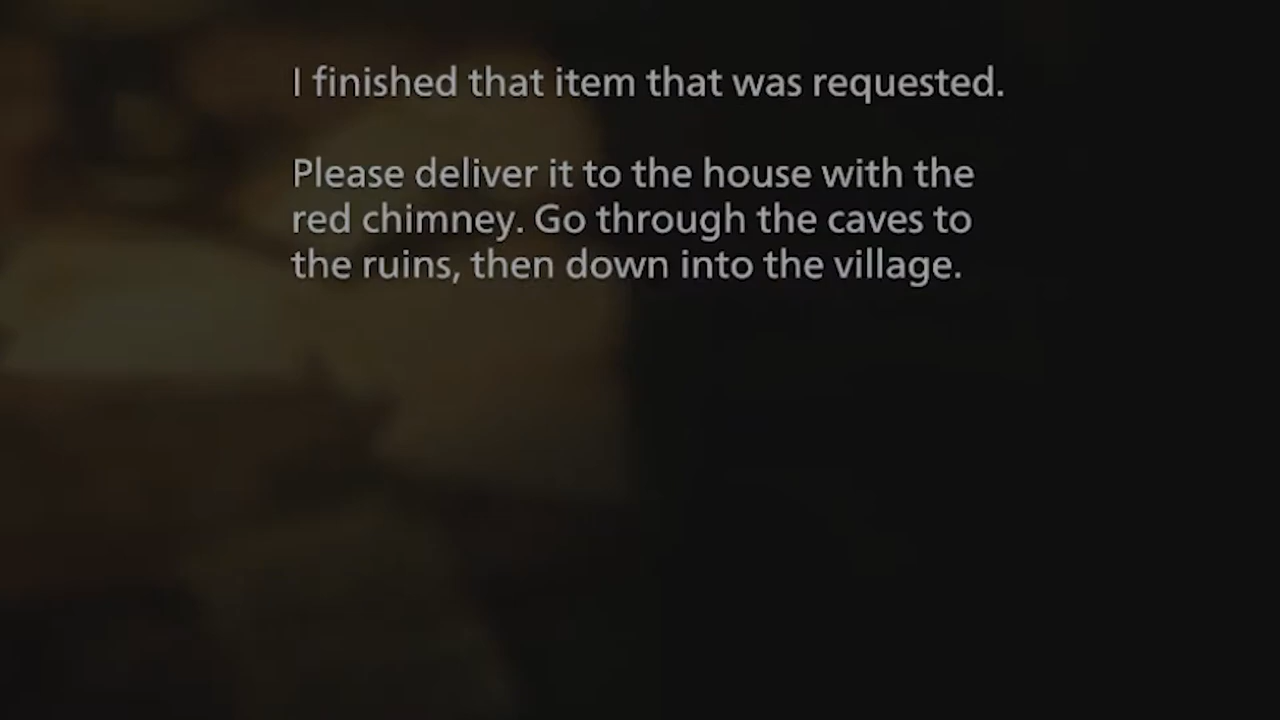 I finished that item that was requested.
Please deliver it to the house with the
red chimney. Go through the caves to
the ruins, then down into the village.